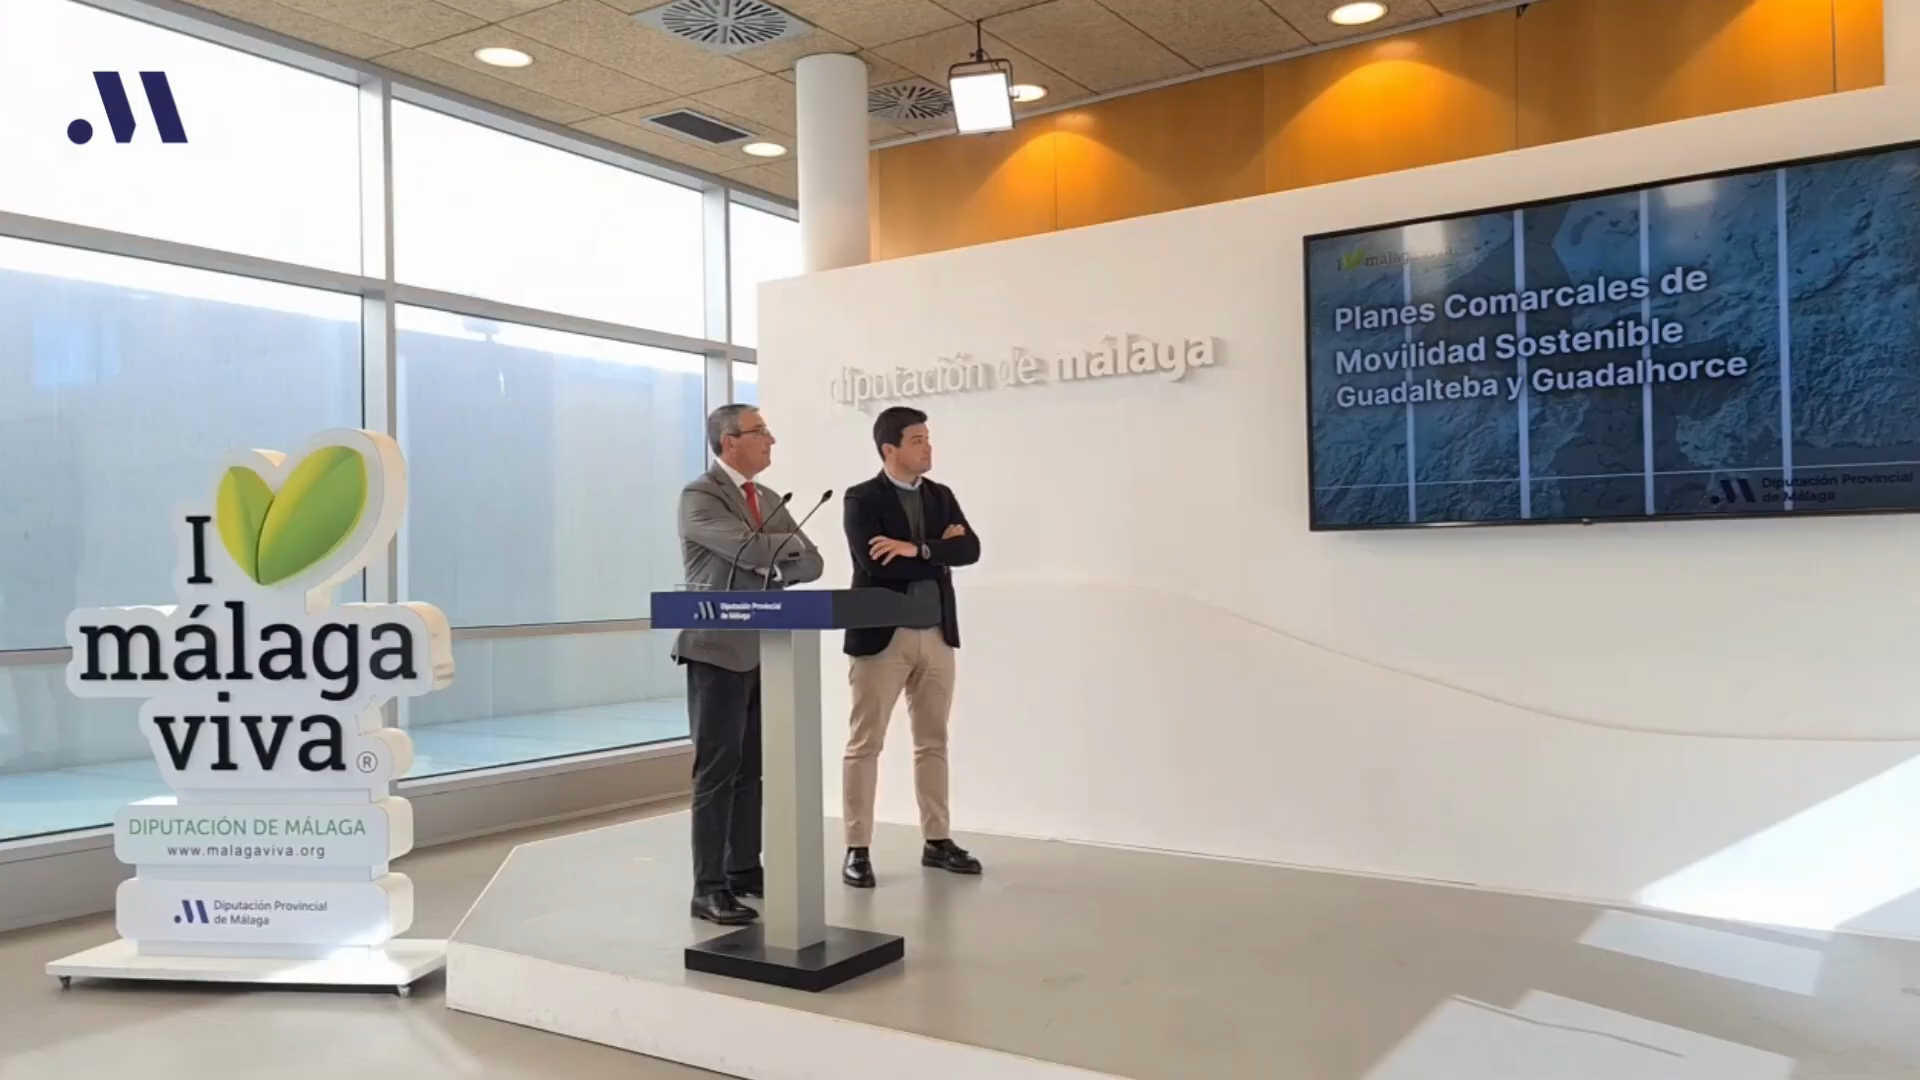 diputación de málaga
I málaga
Planes Comarcales de
Movilidad Sostenible
Guadalteba y Guadalhorce
Diputación Provincial
de Málaga
I
málaga
viva®
DIPUTACIÓN DE MÁLAGA
www.malagaviva.org
Diputación Provincial
de Málaga
Diputación Provincial
de Málaga